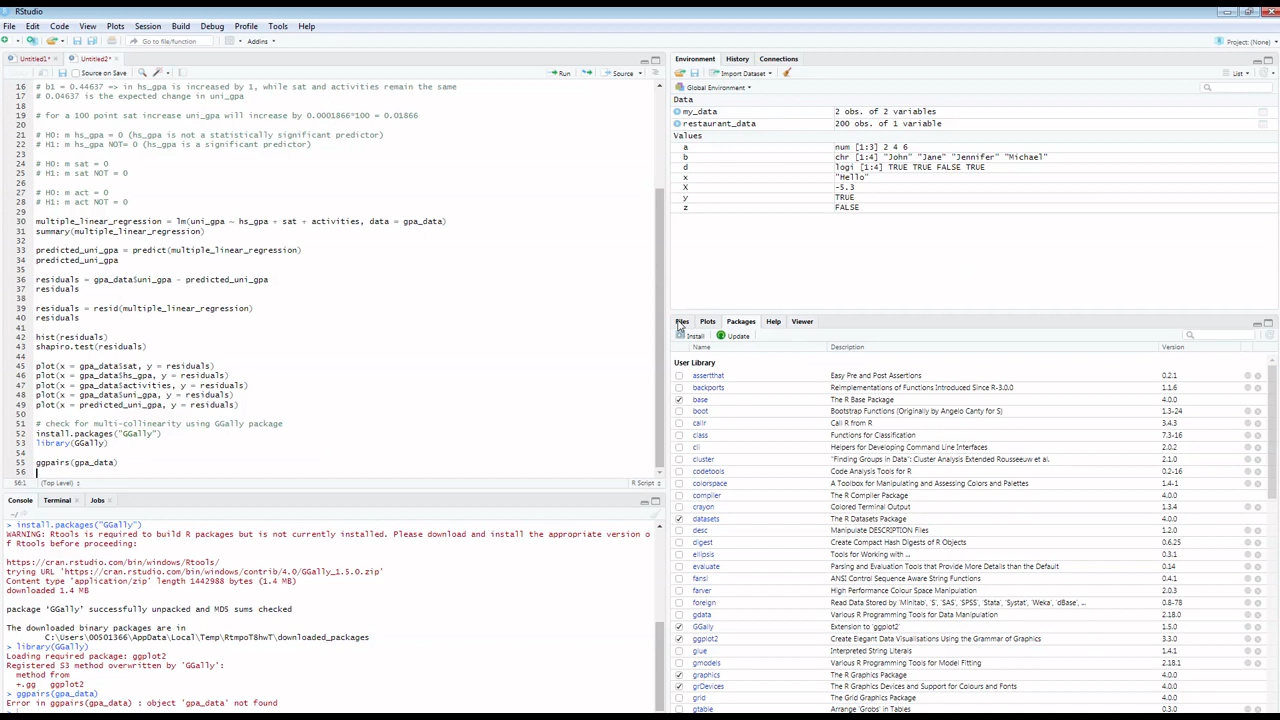 RStudio
File Edit Code View Plots Session Build Debug Profile Tools Help
Go to file/function Addins Project: (None)
Untitled1* Untitled2*
Source on Save Run Source
16 # b1 = 0.44637 => in hs_gpa is increased by 1, while sat and activities remain the same
17 # 0.04637 is the expected change in uni_gpa
18
19 # for a 100 point sat increase uni_gpa will increase by 0.0001866*100 = 0.01866
20
21 # H0: m hs_gpa = 0 (hs_gpa is not a statistically significant predictor)
22 # H1: m hs_gpa NOT= 0 (hs_gpa is a significant predictor)
23
24 # H0: m sat = 0
25 # H1: m sat NOT = 0
26
27 # H0: m act = 0
28 # H1: m act NOT = 0
29
30 multiple_linear_regression = lm(uni_gpa ~ hs_gpa + sat + activities, data = gpa_data)
31 summary(multiple_linear_regression)
32
33 predicted_uni_gpa = predict(multiple_linear_regression)
34 predicted_uni_gpa
35
36 residuals = gpa_data$uni_gpa - predicted_uni_gpa
37 residuals
38
39 residuals = resid(multiple_linear_regression)
40 residuals
41
42 hist(residuals)
43 shapiro.test(residuals)
44
45 plot(x = gpa_data$sat, y = residuals)
46 plot(x = gpa_data$hs_gpa, y = residuals)
47 plot(x = gpa_data$activities, y = residuals)
48 plot(x = gpa_data$uni_gpa, y = residuals)
49 plot(x = predicted_uni_gpa, y = residuals)
50
51 # check for multi-collinearity using GGally package
52 install.packages("GGally")
53 library(GGally)
54
55 ggpairs(gpa_data)
56
56:1 (Top Level) R Script
Console Terminal Jobs
~/
> install.packages("GGally")
WARNING: Rtools is required to build R packages but is not currently installed. Please download and install the appropriate version o
f Rtools before proceeding:
https://cran.rstudio.com/bin/windows/Rtools/
trying URL 'https://cran.rstudio.com/bin/windows/contrib/4.0/GGally_1.5.0.zip'
Content type 'application/zip' length 1442988 bytes (1.4 MB)
downloaded 1.4 MB
package ‘GGally’ successfully unpacked and MD5 sums checked
The downloaded binary packages are in
C:\Users\00501366\AppData\Local\Temp\RtmpoT8hwT\downloaded_packages
> library(GGally)
Loading required package: ggplot2
Registered S3 method overwritten by 'GGally':
method from
+.gg ggplot2
> ggpairs(gpa_data)
Error in ggpairs(gpa_data) : object 'gpa_data' not found
Environment History Connections
Import Dataset List
Global Environment
Data
my_data 2 obs. of 2 variables
restaurant_data 200 obs. of 1 variable
Values
a num [1:3] 2 4 6
b chr [1:4] "John" "Jane" "Jennifer" "Michael"
d logi [1:4] TRUE TRUE FALSE TRUE
x "Hello"
X -5.3
y TRUE
z FALSE
Files Plots Packages Help Viewer
Install Update
Name Description Version
User Library
assertthat Easy Pre and Post Assertions 0.2.1
backports Reimplementations of Functions Introduced Since R-3.0.0 1.1.6
base The R Base Package 4.0.0
boot Bootstrap Functions (Originally by Angelo Canty for S) 1.3-24
callr Call R from R 3.4.3
class Functions for Classification 7.3-16
cli Helpers for Developing Command Line Interfaces 2.0.2
cluster "Finding Groups in Data": Cluster Analysis Extended Rousseeuw et al. 2.1.0
codetools Code Analysis Tools for R 0.2-16
colorspace A Toolbox for Manipulating and Assessing Colors and Palettes 1.4-1
compiler The R Compiler Package 4.0.0
crayon Colored Terminal Output 1.3.4
datasets The R Datasets Package 4.0.0
desc Manipulate DESCRIPTION Files 1.2.0
digest Create Compact Hash Digests of R Objects 0.6.25
ellipsis Tools for Working with ... 0.3.1
evaluate Parsing and Evaluation Tools that Provide More Details than the Default 0.14
fansi ANSI Control Sequence Aware String Functions 0.4.1
farver High Performance Colour Space Manipulation 2.0.3
foreign Read Data Stored by 'Minitab', 'S', 'SAS', 'SPSS', 'Stata', 'Systat', 'Weka', 'dBase', ... 0.8-78
gdata Various R Programming Tools for Data Manipulation 2.18.0
GGally Extension to 'ggplot2' 1.5.0
ggplot2 Create Elegant Data Visualisations Using the Grammar of Graphics 3.3.0
glue Interpreted String Literals 1.4.1
gmodels Various R Programming Tools for Model Fitting 2.18.1
graphics The R Graphics Package 4.0.0
grDevices The R Graphics Devices and Support for Colours and Fonts 4.0.0
grid The Grid Graphics Package 4.0.0
gtable Arrange 'Grobs' in Tables 0.3.0